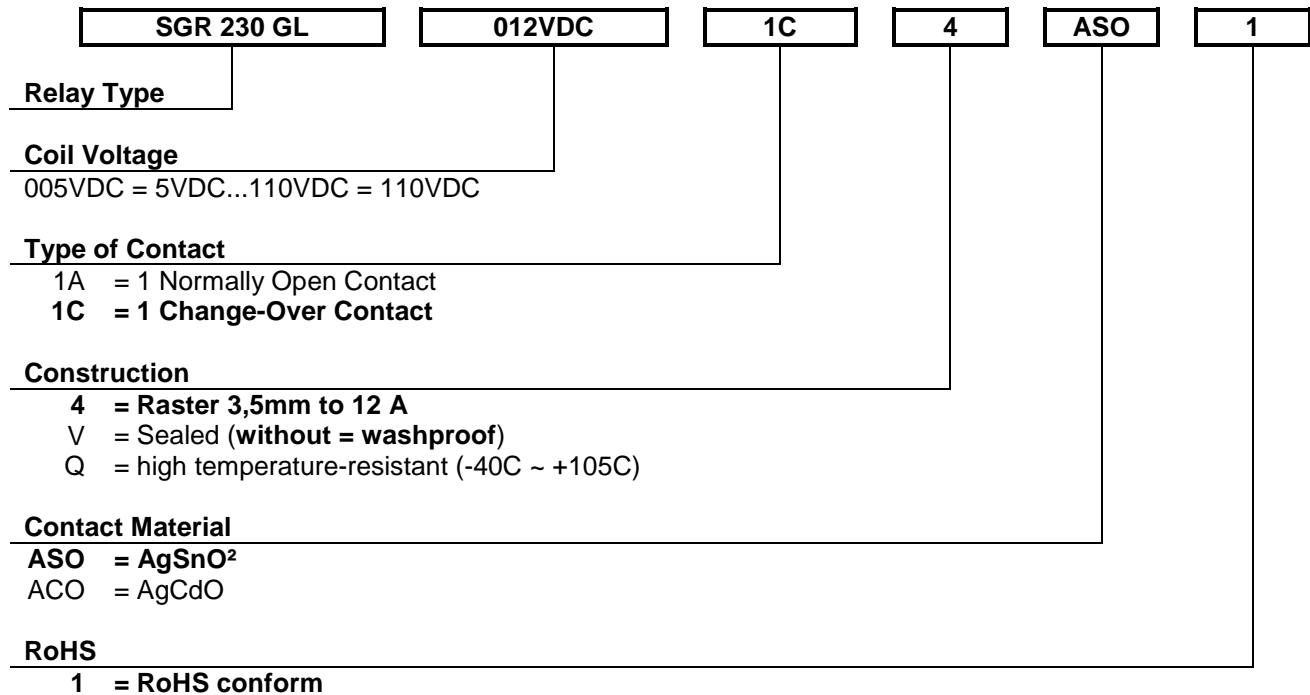 SGR 230 GL 012VDC 1C 4 ASO 1
Relay Type
Coil Voltage
005VDC = 5VDC...110VDC = 110VDC
Type of Contact
1A = 1 Normally Open Contact
1C = 1 Change-Over Contact
Construction
4 = Raster 3,5mm to 12 A
V = Sealed (without = washproof)
Q = high temperature-resistant (-40C ~ +105C)
Contact Material
ASO = AgSnO²
ACO = AgCdO
RoHS
1 = RoHS conform